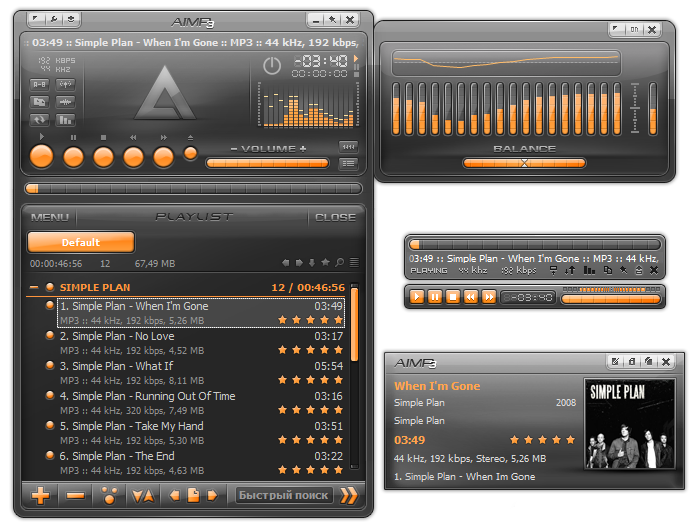 AIMP3
:: 03:49 :: Simple Plan - When I'm Gone :: MP3 :: 44 kHz, 192 kbps,
192 KBPS
44 KHZ
A-B
-03:40
00:00:00
- VOLUME +
MENU
PLAYLIST
CLOSE
Default
00:00:46:56 12 67,49 MB
SIMPLE PLAN 12 / 00:46:56
1. Simple Plan - When I'm Gone 03:49
MP3 :: 44 kHz, 192 kbps, 5,26 MB
2. Simple Plan - No Love 03:17
MP3 :: 44 kHz, 192 kbps, 4,52 MB
3. Simple Plan - What If 05:54
MP3 :: 44 kHz, 192 kbps, 8,11 MB
4. Simple Plan - Running Out Of Time 03:16
MP3 :: 44 kHz, 320 kbps, 7,49 MB
5. Simple Plan - Take My Hand 03:51
MP3 :: 44 kHz, 192 kbps, 5,30 MB
6. Simple Plan - The End 03:22
MP3 :: 44 kHz, 192 kbps, 4,63 MB
Быстрый поиск
ON
BALANCE
03:49 :: Simple Plan - When I'm Gone :: MP3 :: 44 kHz,
PLAYING 44 kHz 192 kbps
-03:40
AIMP3
When I'm Gone
Simple Plan 2008
Simple Plan
03:49
44 kHz, 192 kbps, Stereo, 5,26 MB
1. Simple Plan - When Im Gone
SIMPLE PLAN